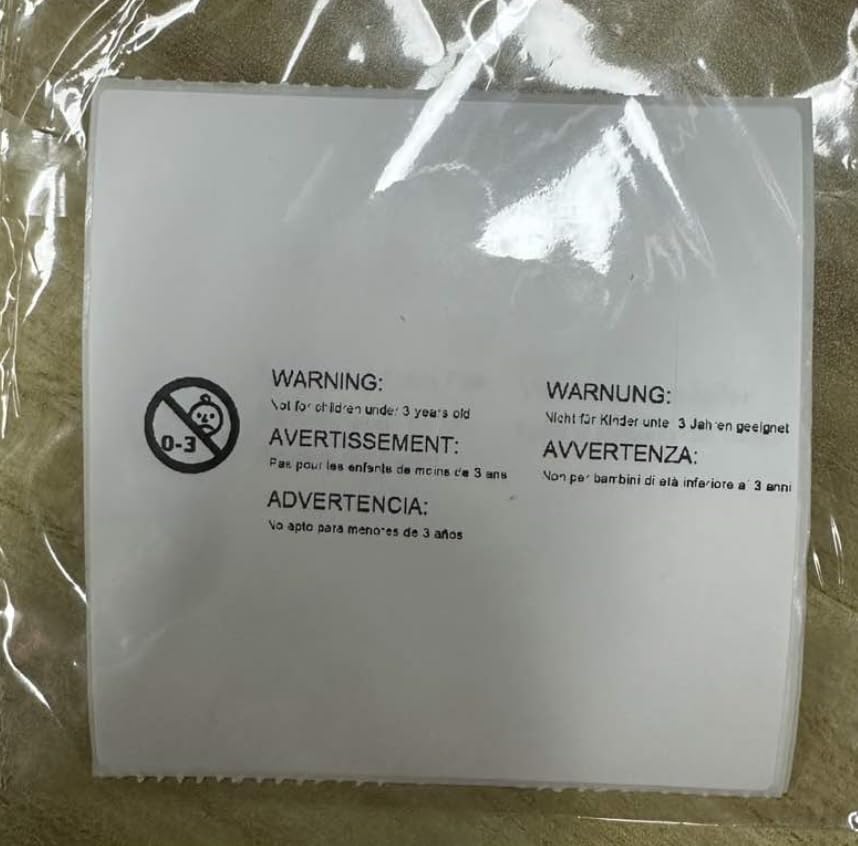 0-3
WARNING:
Not for children under 3 years old
AVERTISSEMENT:
Pas pour les enfants de moins de 3 ans
ADVERTENCIA:
No apto para menores de 3 años
WARNUNG:
Nicht für Kinder unter 3 Jahren geeignet
AVVERTENZA:
Non per bambini di età inferiore a 3 anni